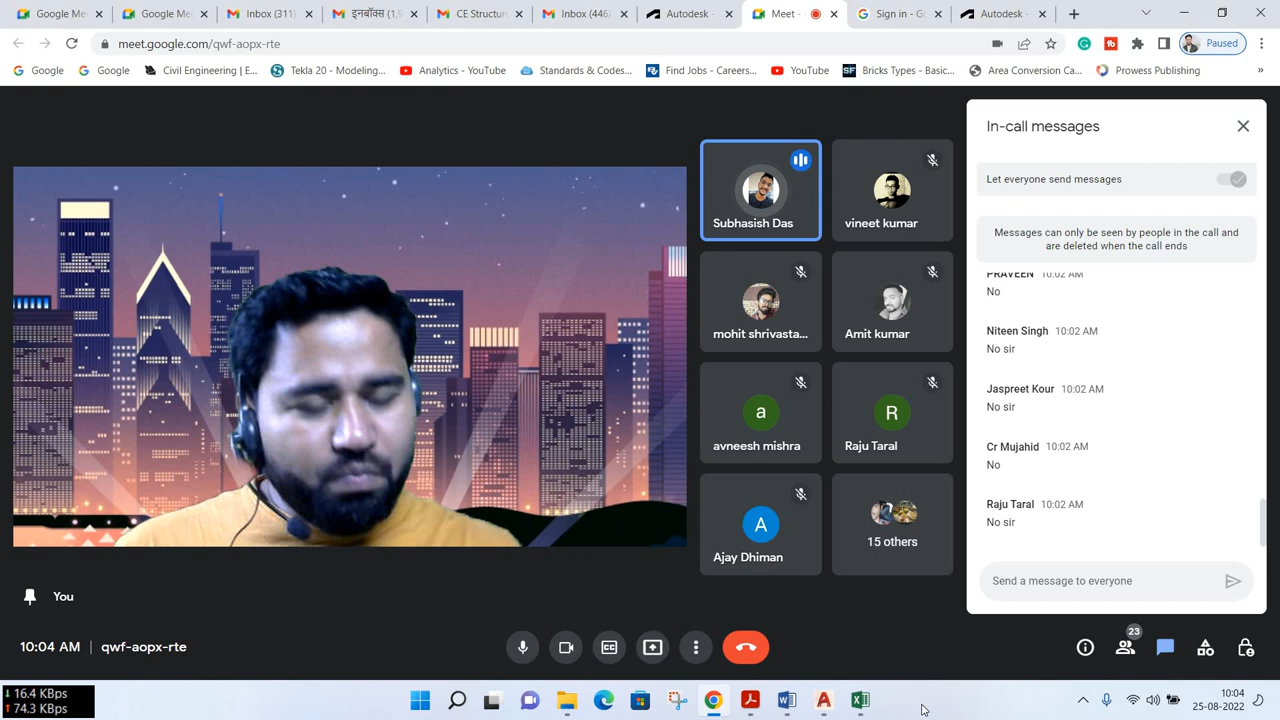 Google Me
Google Me
Inbox (311)
इनबॉक्स (1,9
CE Structure
Inbox (446)
Autodesk -
Meet -
Sign in - Go
Autodesk -
meet.google.com/qwf-aopx-rte
Paused
Google
Google
Civil Engineering | E...
Tekla 20 - Modeling...
Analytics - YouTube
Standards & Codes...
Find Jobs - Careers...
YouTube
Bricks Types - Basic...
Area Conversion Ca...
Prowess Publishing
»
Subhasish Das
vineet kumar
mohit shrivasta...
Amit kumar
a
avneesh mishra
R
Raju Taral
A
Ajay Dhiman
15 others
You
In-call messages
Let everyone send messages
Messages can only be seen by people in the call and
are deleted when the call ends
PRAVEEN 10:02 AM
No
Niteen Singh 10:02 AM
No sir
Jaspreet Kour 10:02 AM
No sir
Cr Mujahid 10:02 AM
No
Raju Taral 10:02 AM
No sir
Send a message to everyone
10:04 AM | qwf-aopx-rte
CC
23
16.4 KBps
74.3 KBps
10:04
25-08-2022